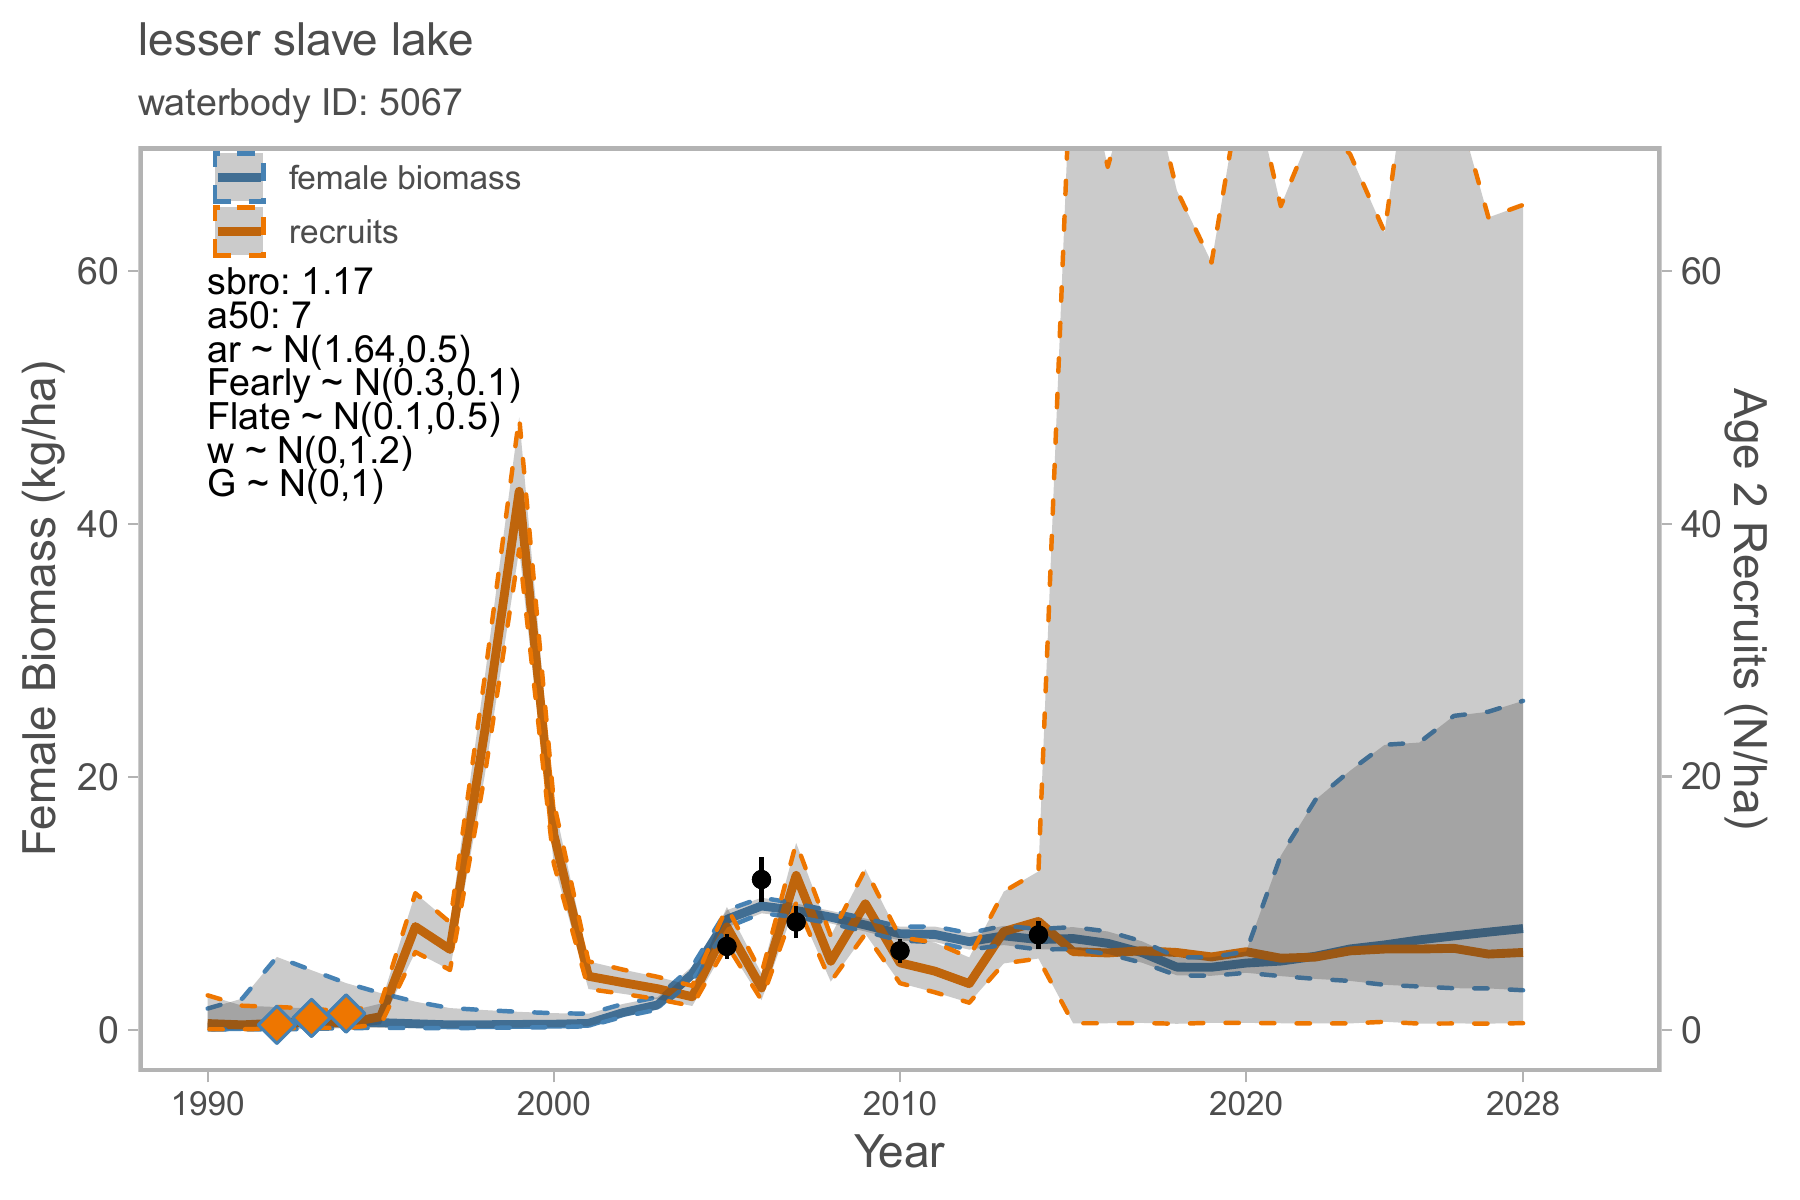 lesser slave lake
waterbody ID: 5067
female biomass
recruits
sbro: 1.17
a50: 7
ar ~ N(1.64,0.5)
Fearly ~ N(0.3,0.1)
Flate ~ N(0.1,0.5)
w ~ N(0,1.2)
G ~ N(0,1)
Female Biomass (kg/ha)
60
40
20
0
60
40
20
0
Age 2 Recruits (N/ha)
1990 2000 2010 2020 2028
Year